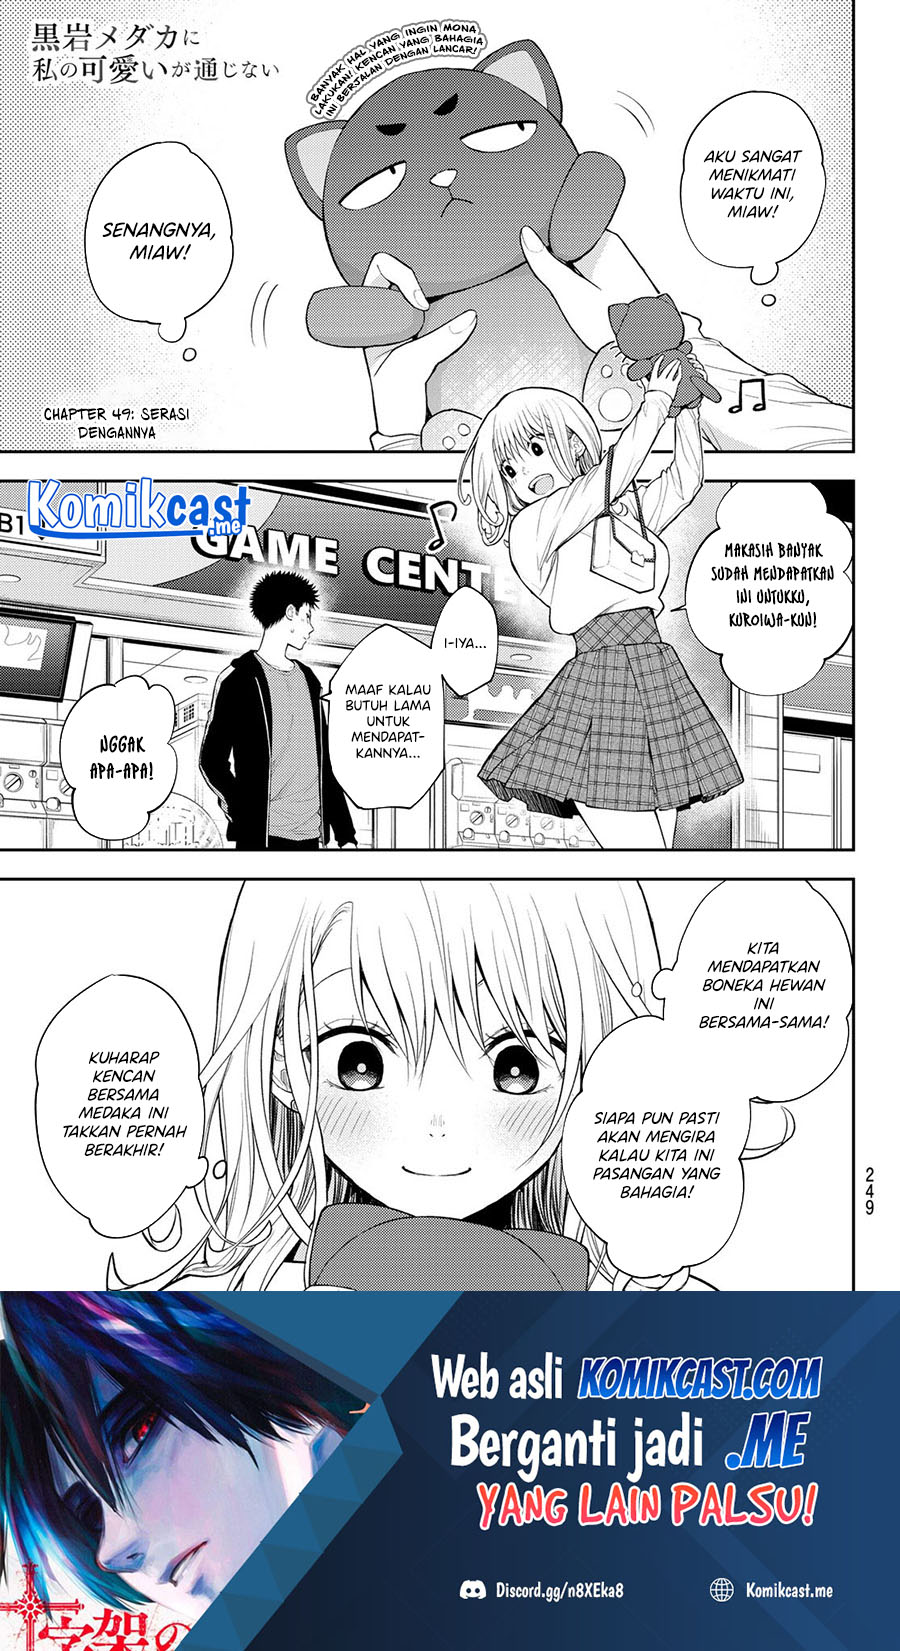 黒岩メダカに
私の可愛いが通じない
BANYAK HAL YANG INGIN MONA
LAKUKAN! KENCAN YANG BAHAGIA
INI BERJALAN DENGAN LANCAR!
AKU SANGAT
MENIKMATI
WAKTU INI,
MIAW!
SENANGNYA,
MIAW!
CHAPTER 49: SERASI
DENGANNYA
Komikcast
.me
B1
GAME CENTE
MAKASIH BANYAK
SUDAH MENDAPATKAN
INI UNTUKKU,
KUROIWA-KUN!
I-IYA...
MAAF KALAU
BUTUH LAMA
UNTUK
MENDAPAT-
KANNYA...
NGGAK
APA-APA!
KITA
MENDAPATKAN
BONEKA HEWAN
INI
BERSAMA-SAMA!
SIAPA PUN PASTI
AKAN MENGIRA
KALAU KITA INI
PASANGAN YANG
BAHAGIA!
KUHARAP
KENCAN
BERSAMA
MEDAKA INI
TAKKAN PERNAH
BERAKHIR!
249
Web asli KOMIKCAST.COM
Berganti jadi .ME
YANG LAIN PALSU!
Discord.gg/n8XEka8
Komikcast.me
十字架の